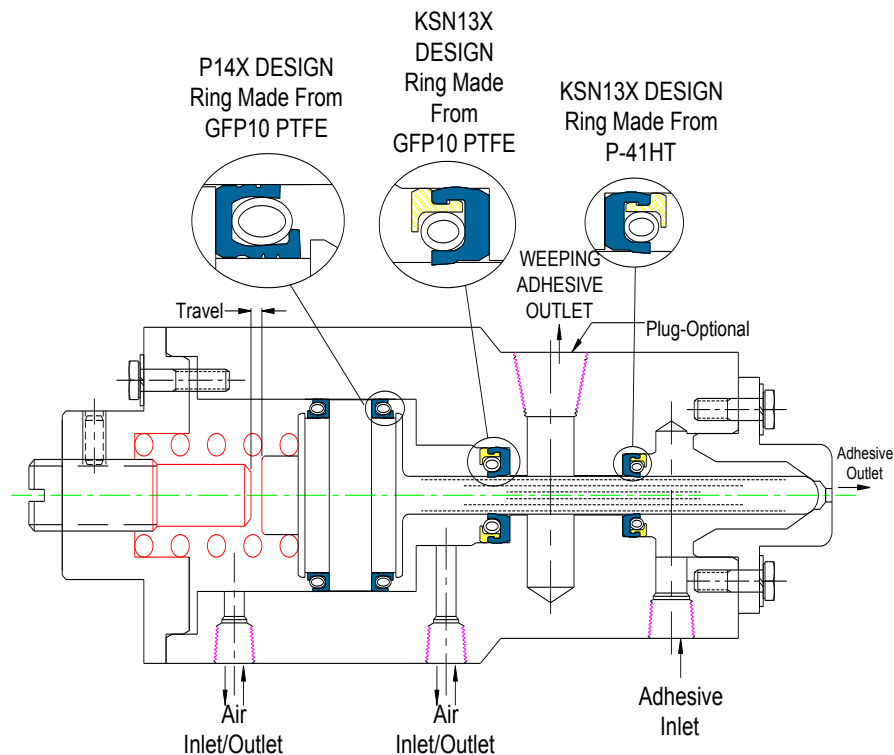 P14X DESIGN
Ring Made From
GFP10 PTFE
KSN13X
DESIGN
Ring Made
From
GFP10 PTFE
KSN13X DESIGN
Ring Made From
P-41HT
WEEPING
ADHESIVE
OUTLET
Travel
Plug-Optional
Adhesive
Outlet
Air
Inlet/Outlet
Air
Inlet/Outlet
Adhesive
Inlet